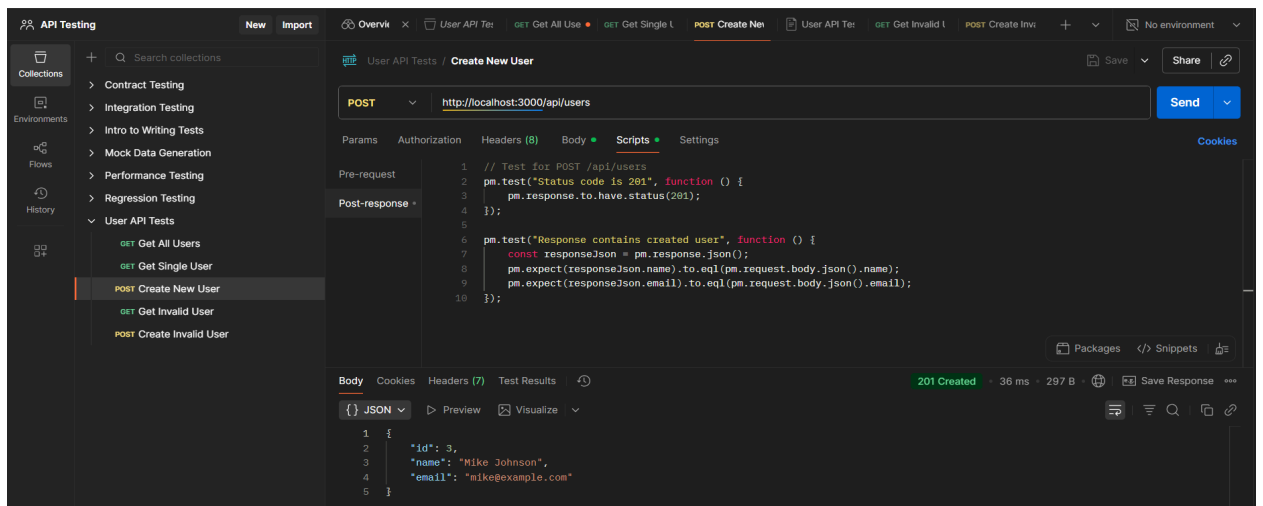 API Testing New Import Overvie User API Te: GET Get All Use GET Get Single U POST Create Nev User API Te: GET Get Invalid U POST Create Inva No environment
Collections
Environments
Flows
History
Search collections
Contract Testing
Integration Testing
Intro to Writing Tests
Mock Data Generation
Performance Testing
Regression Testing
User API Tests
GET Get All Users
GET Get Single User
POST Create New User
GET Get Invalid User
POST Create Invalid User
HTTP User API Tests / Create New User Save Share
POST http://localhost:3000/api/users Send
Params Authorization Headers (8) Body Scripts Settings Cookies
Pre-request
Post-response
1 // Test for POST /api/users
2 pm.test("Status code is 201", function () {
3 pm.response.to.have.status(201);
4 });
5
6 pm.test("Response contains created user", function () {
7 const responseJson = pm.response.json();
8 pm.expect(responseJson.name).to.eql(pm.request.body.json().name);
9 pm.expect(responseJson.email).to.eql(pm.request.body.json().email);
10 });
Packages </> Snippets
Body Cookies Headers (7) Test Results 201 Created 36 ms 297 B Save Response
{} JSON Preview Visualize
1 {
2 "id": 3,
3 "name": "Mike Johnson",
4 "email": "mike@example.com"
5 }